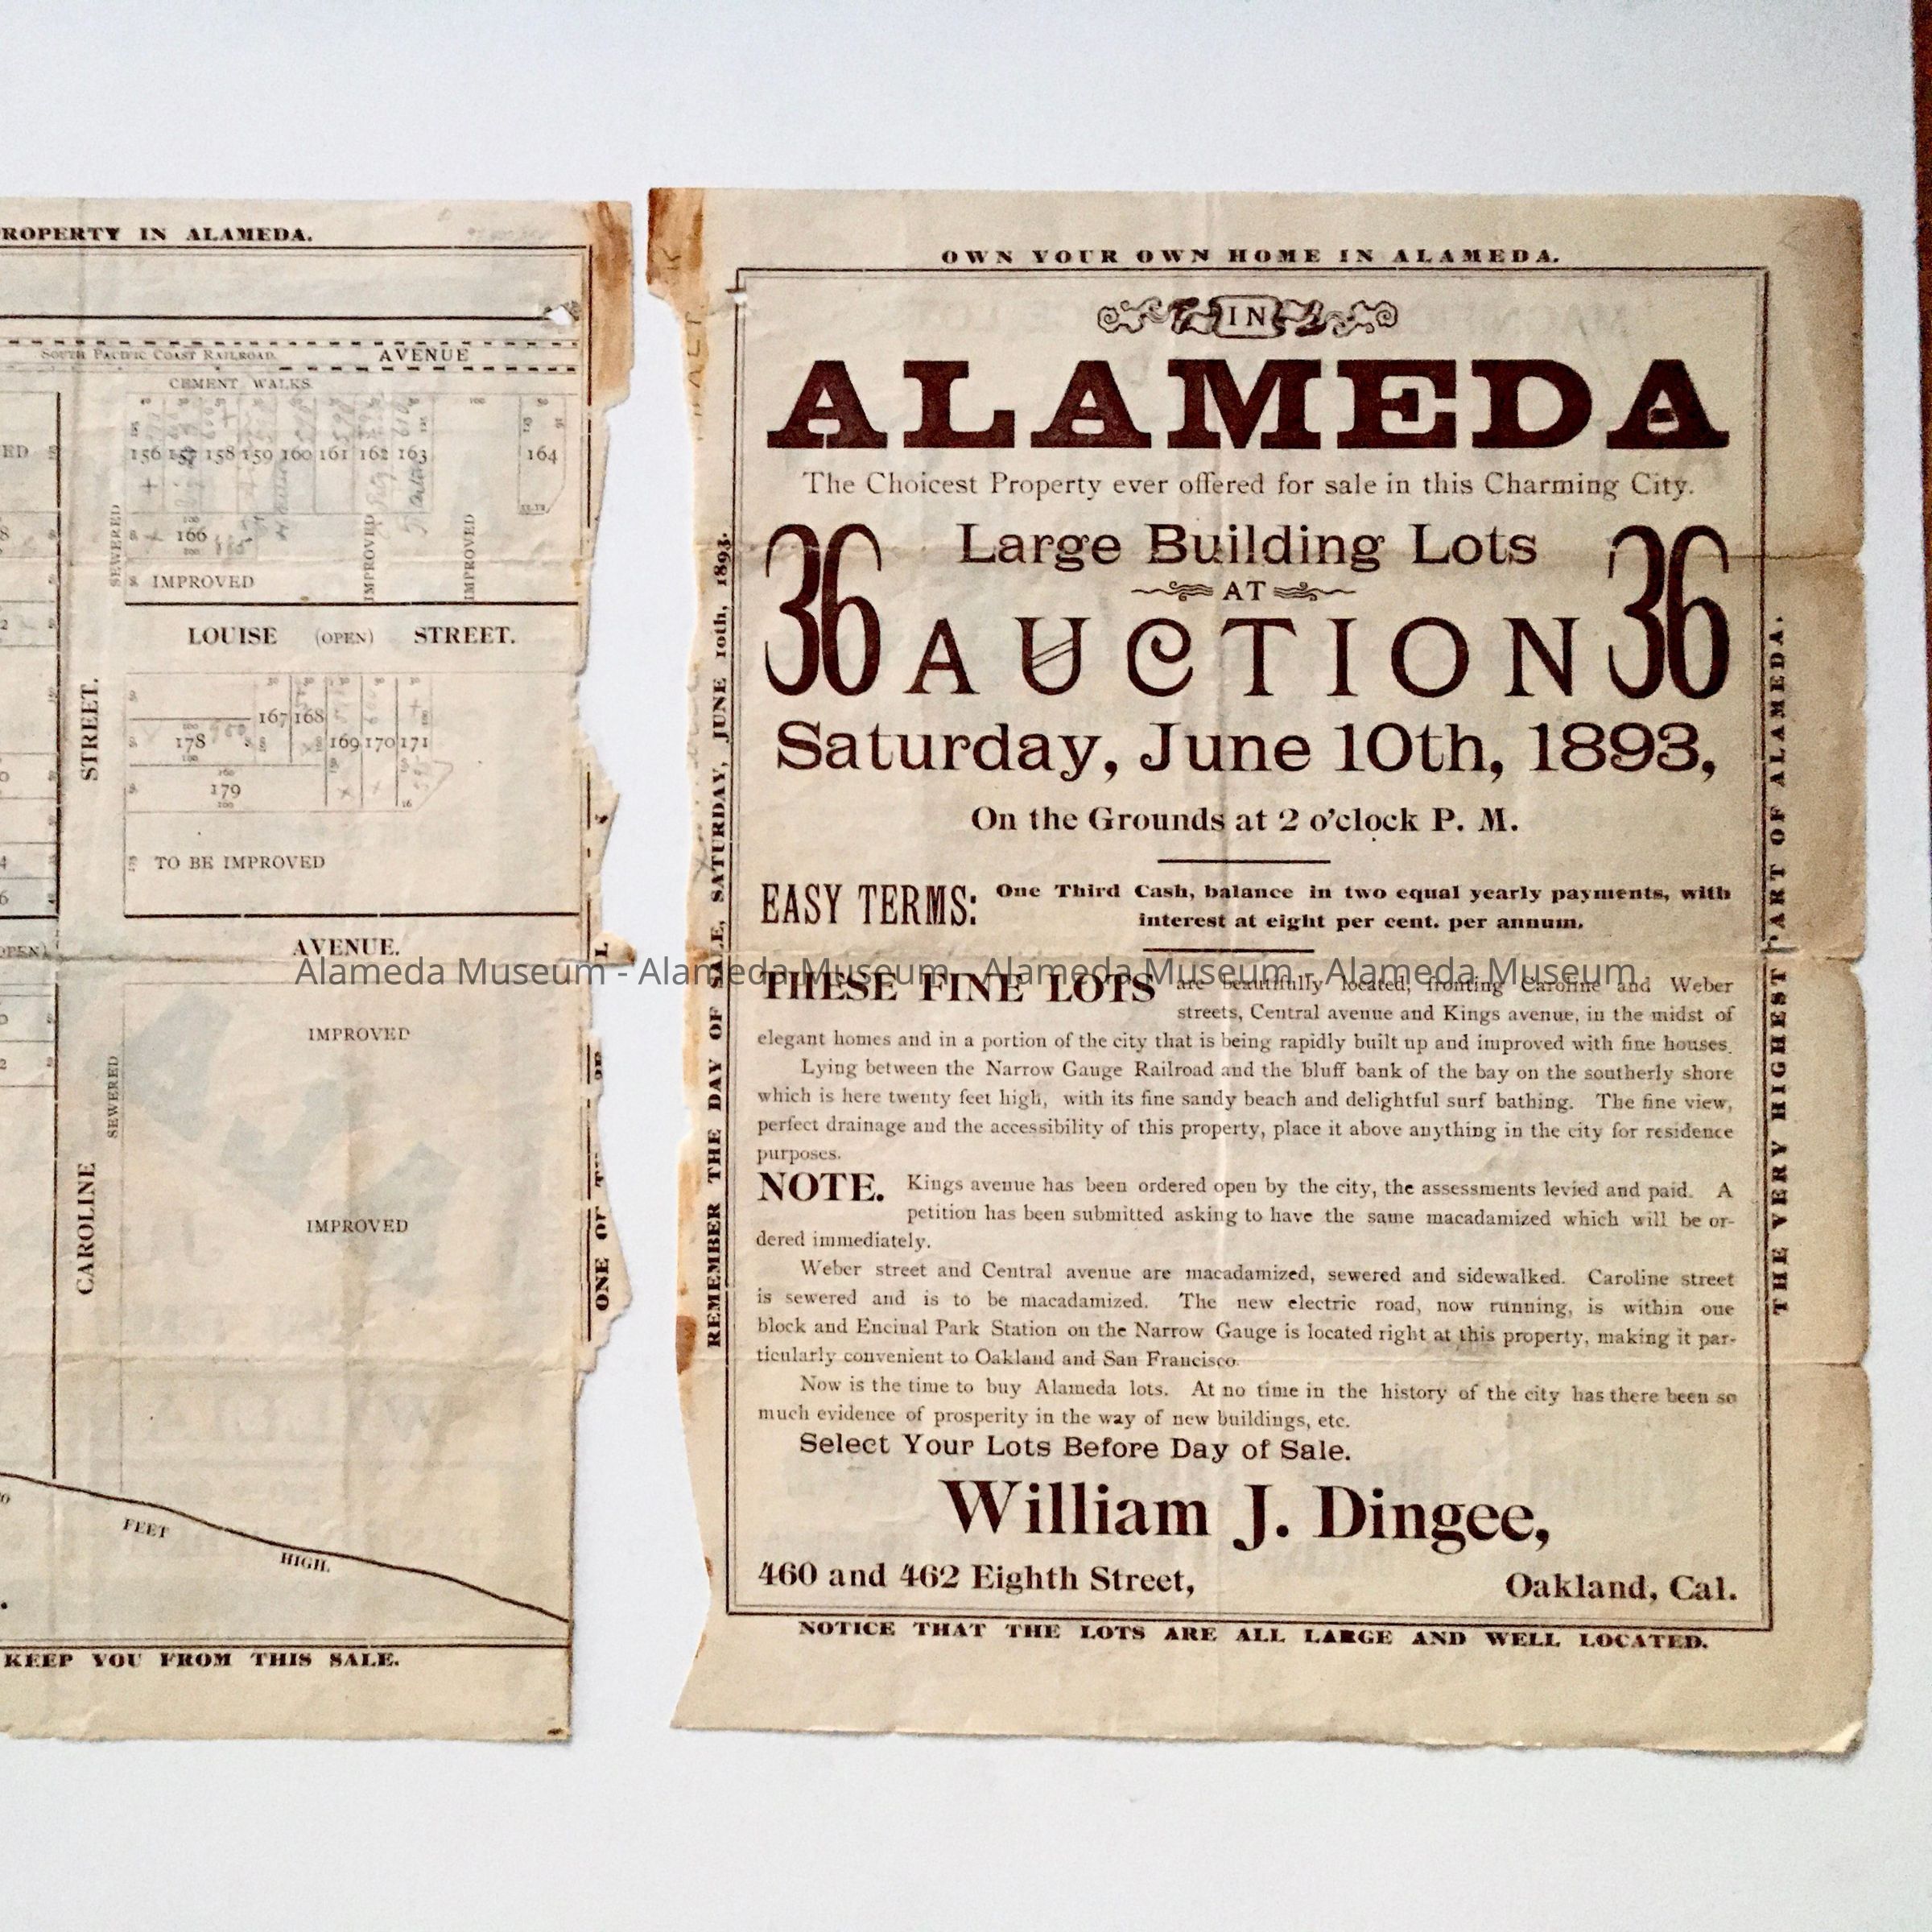 ROPERTY IN ALAMEDA.
SOUTH PACIFIC COAST RAILROAD. AVENUE
CEMENT WALKS.
ED
156 157 158 159 160 161 162 163 164
SEWERED
166
IMPROVED
IMPROVED
IMPROVED
LOUISE (OPEN) STREET.
STREET.
167 168
178 169 170 171
179
TO BE IMPROVED
OPEN)
AVENUE.
IMPROVED
SEWERED
CAROLINE
IMPROVED
FEET
HIGH.
ONE OF
KEEP YOU FROM THIS SALE.
OWN YOUR OWN HOME IN ALAMEDA.
REMEMBER THE DAY OF SALE, SATURDAY, JUNE 10th, 1893.
IN
ALAMEDA
The Choicest Property ever offered for sale in this Charming City.
36 Large Building Lots 36
AT
AUCTION
Saturday, June 10th, 1893,
On the Grounds at 2 o'clock P. M.
EASY TERMS: One Third Cash, balance in two equal yearly payments, with
interest at eight per cent. per annum.
Alameda Museum - Alameda Museum - Alameda Museum - Alameda Museum
THESE FINE LOTS are beautifully located, fronting Caroline and Weber
streets, Central avenue and Kings avenue, in the midst of
elegant homes and in a portion of the city that is being rapidly built up and improved with fine houses.
Lying between the Narrow Gauge Railroad and the bluff bank of the bay on the southerly shore
which is here twenty feet high, with its fine sandy beach and delightful surf bathing. The fine view,
perfect drainage and the accessibility of this property, place it above anything in the city for residence
purposes.
NOTE. Kings avenue has been ordered open by the city, the assessments levied and paid. A
petition has been submitted asking to have the same macadamized which will be or-
dered immediately.
Weber street and Central avenue are macadamized, sewered and sidewalked. Caroline street
is sewered and is to be macadamized. The new electric road, now running, is within one
block and Encinal Park Station on the Narrow Gauge is located right at this property, making it par-
ticularly convenient to Oakland and San Francisco.
Now is the time to buy Alameda lots. At no time in the history of the city has there been so
much evidence of prosperity in the way of new buildings, etc.
Select Your Lots Before Day of Sale.
William J. Dingee,
460 and 462 Eighth Street, Oakland, Cal.
NOTICE THAT THE LOTS ARE ALL LARGE AND WELL LOCATED.
THE VERY HIGHEST PART OF ALAMEDA.